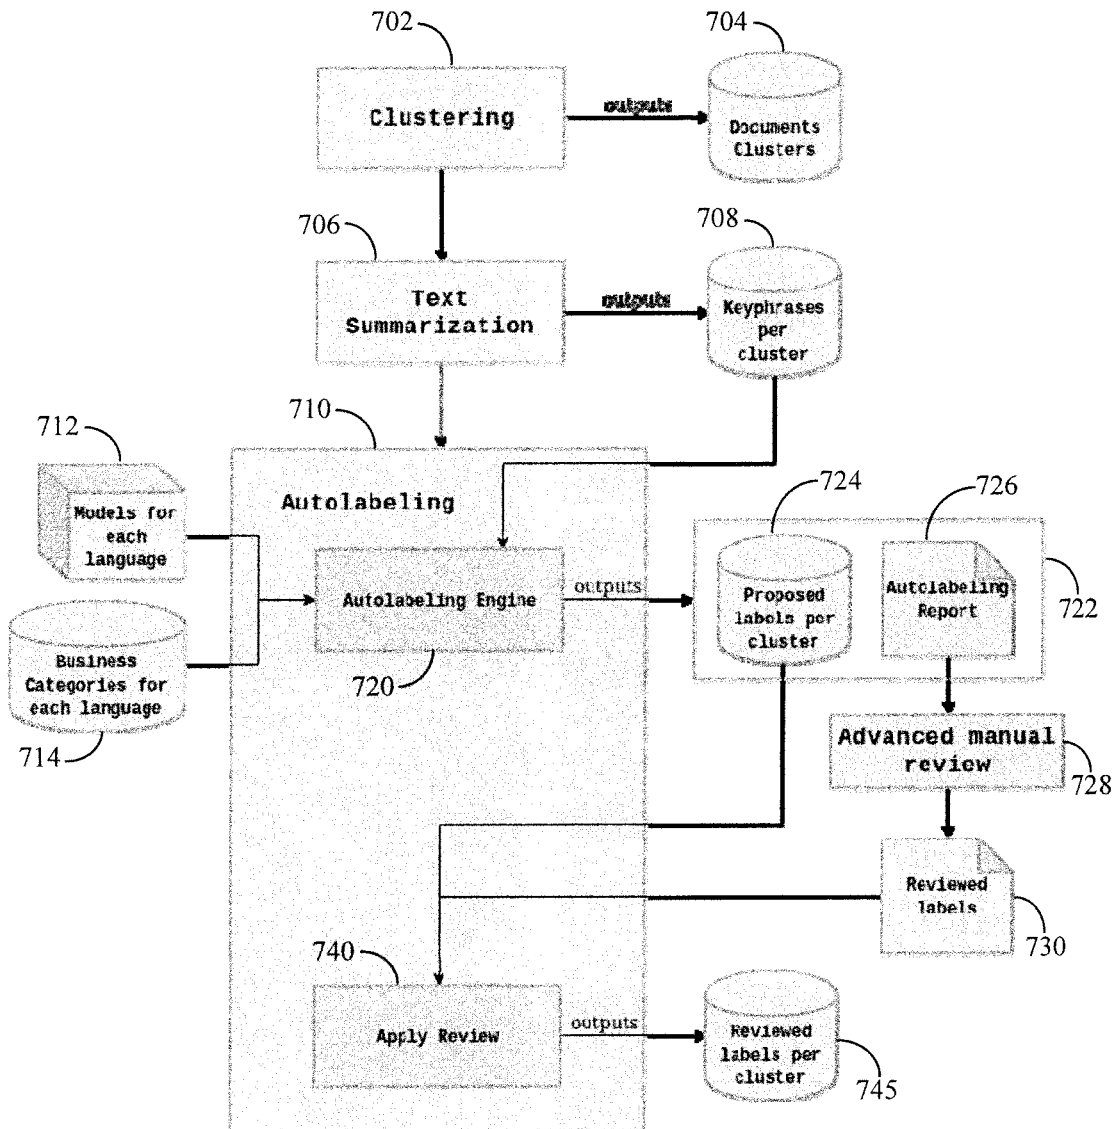 702
704
Clustering
outputs
Documents
Clusters
706
708
Text
Summarization
outputs
Keyphrases
per
cluster
710
712
Autolabeling
724
726
Models for
each
language
722
Autolabeling Engine
outputs
Proposed
labels per
cluster
Autolabeling
Report
Business
Categories for
each language
720
714
Advanced manual
review
728
Reviewed
labels
730
740
Apply Review
outputs
Reviewed
labels per
cluster
745